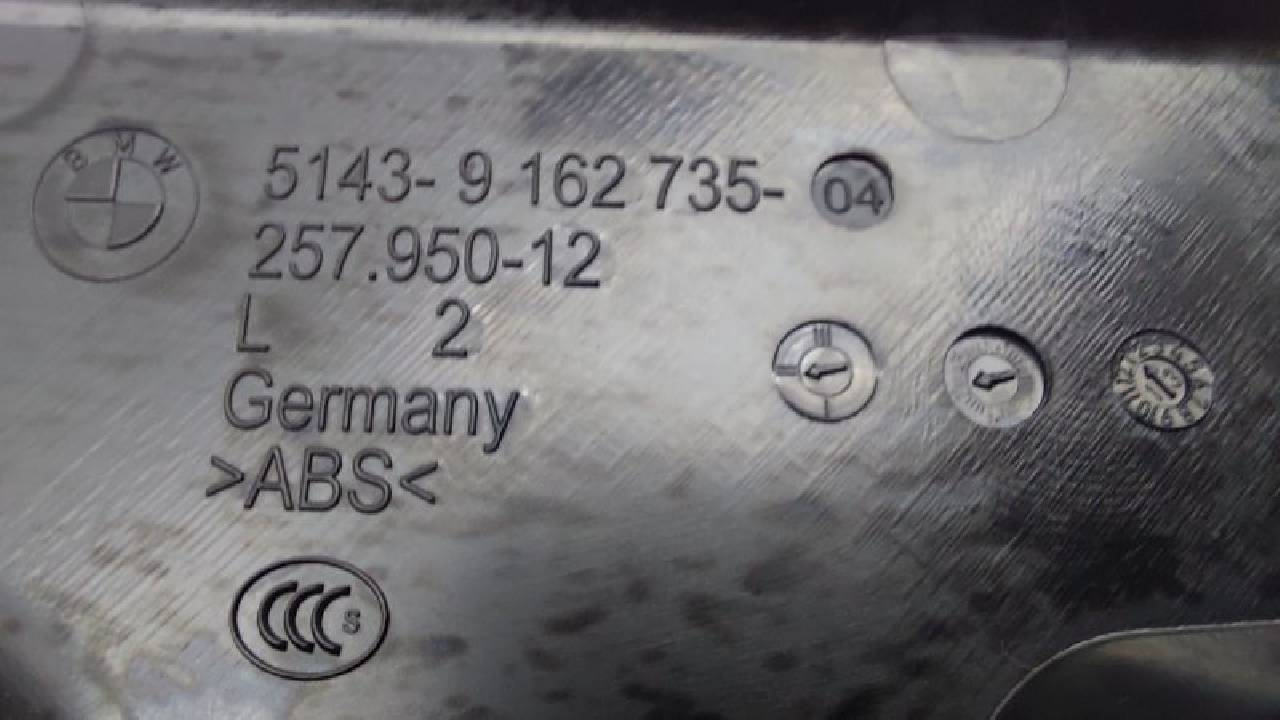 BMW
5143- 9 162 735- 04
257.950-12
L 2
Germany
>ABS<
CCC S